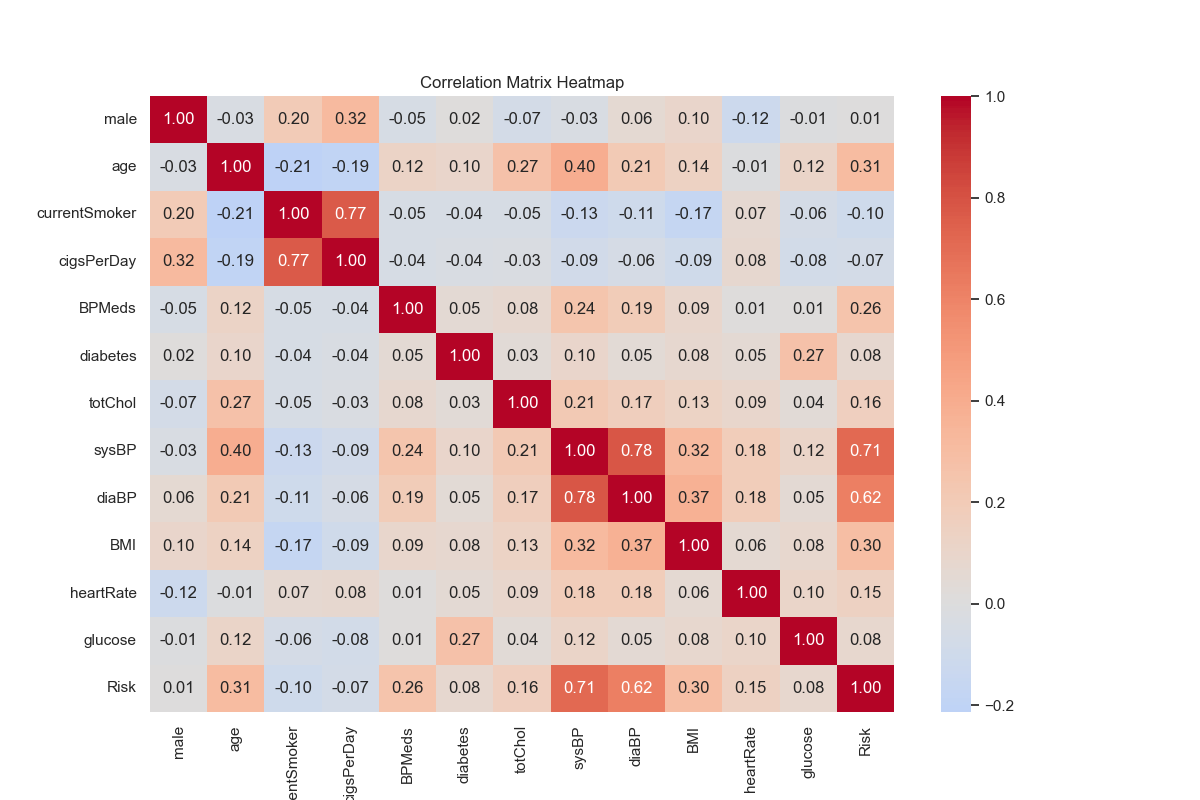 Correlation Matrix Heatmap
male 1.00 -0.03 0.20 0.32 -0.05 0.02 -0.07 -0.03 0.06 0.10 -0.12 -0.01 0.01
age -0.03 1.00 -0.21 -0.19 0.12 0.10 0.27 0.40 0.21 0.14 -0.01 0.12 0.31
currentSmoker 0.20 -0.21 1.00 0.77 -0.05 -0.04 -0.05 -0.13 -0.11 -0.17 0.07 -0.06 -0.10
cigsPerDay 0.32 -0.19 0.77 1.00 -0.04 -0.04 -0.03 -0.09 -0.06 -0.09 0.08 -0.08 -0.07
BPMeds -0.05 0.12 -0.05 -0.04 1.00 0.05 0.08 0.24 0.19 0.09 0.01 0.01 0.26
diabetes 0.02 0.10 -0.04 -0.04 0.05 1.00 0.03 0.10 0.05 0.08 0.05 0.27 0.08
totChol -0.07 0.27 -0.05 -0.03 0.08 0.03 1.00 0.21 0.17 0.13 0.09 0.04 0.16
sysBP -0.03 0.40 -0.13 -0.09 0.24 0.10 0.21 1.00 0.78 0.32 0.18 0.12 0.71
diaBP 0.06 0.21 -0.11 -0.06 0.19 0.05 0.17 0.78 1.00 0.37 0.18 0.05 0.62
BMI 0.10 0.14 -0.17 -0.09 0.09 0.08 0.13 0.32 0.37 1.00 0.06 0.08 0.30
heartRate -0.12 -0.01 0.07 0.08 0.01 0.05 0.09 0.18 0.18 0.06 1.00 0.10 0.15
glucose -0.01 0.12 -0.06 -0.08 0.01 0.27 0.04 0.12 0.05 0.08 0.10 1.00 0.08
Risk 0.01 0.31 -0.10 -0.07 0.26 0.08 0.16 0.71 0.62 0.30 0.15 0.08 1.00
male age entSmoker igsPerDay BPMeds diabetes totChol sysBP diaBP BMI heartRate glucose Risk
1.0
0.8
0.6
0.4
0.2
0.0
−0.2